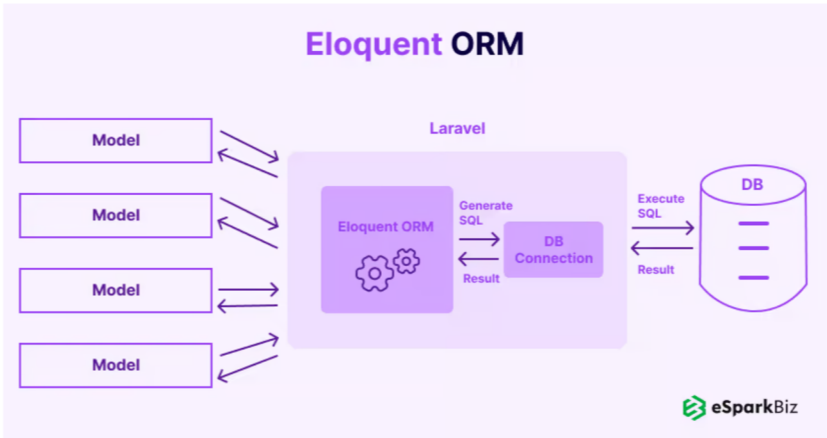 Eloquent ORM
Laravel
Model
Model
Model
Model
Eloquent ORM
Generate
SQL
Result
DB
Connection
Execute
SQL
Result
DB
eSparkBiz